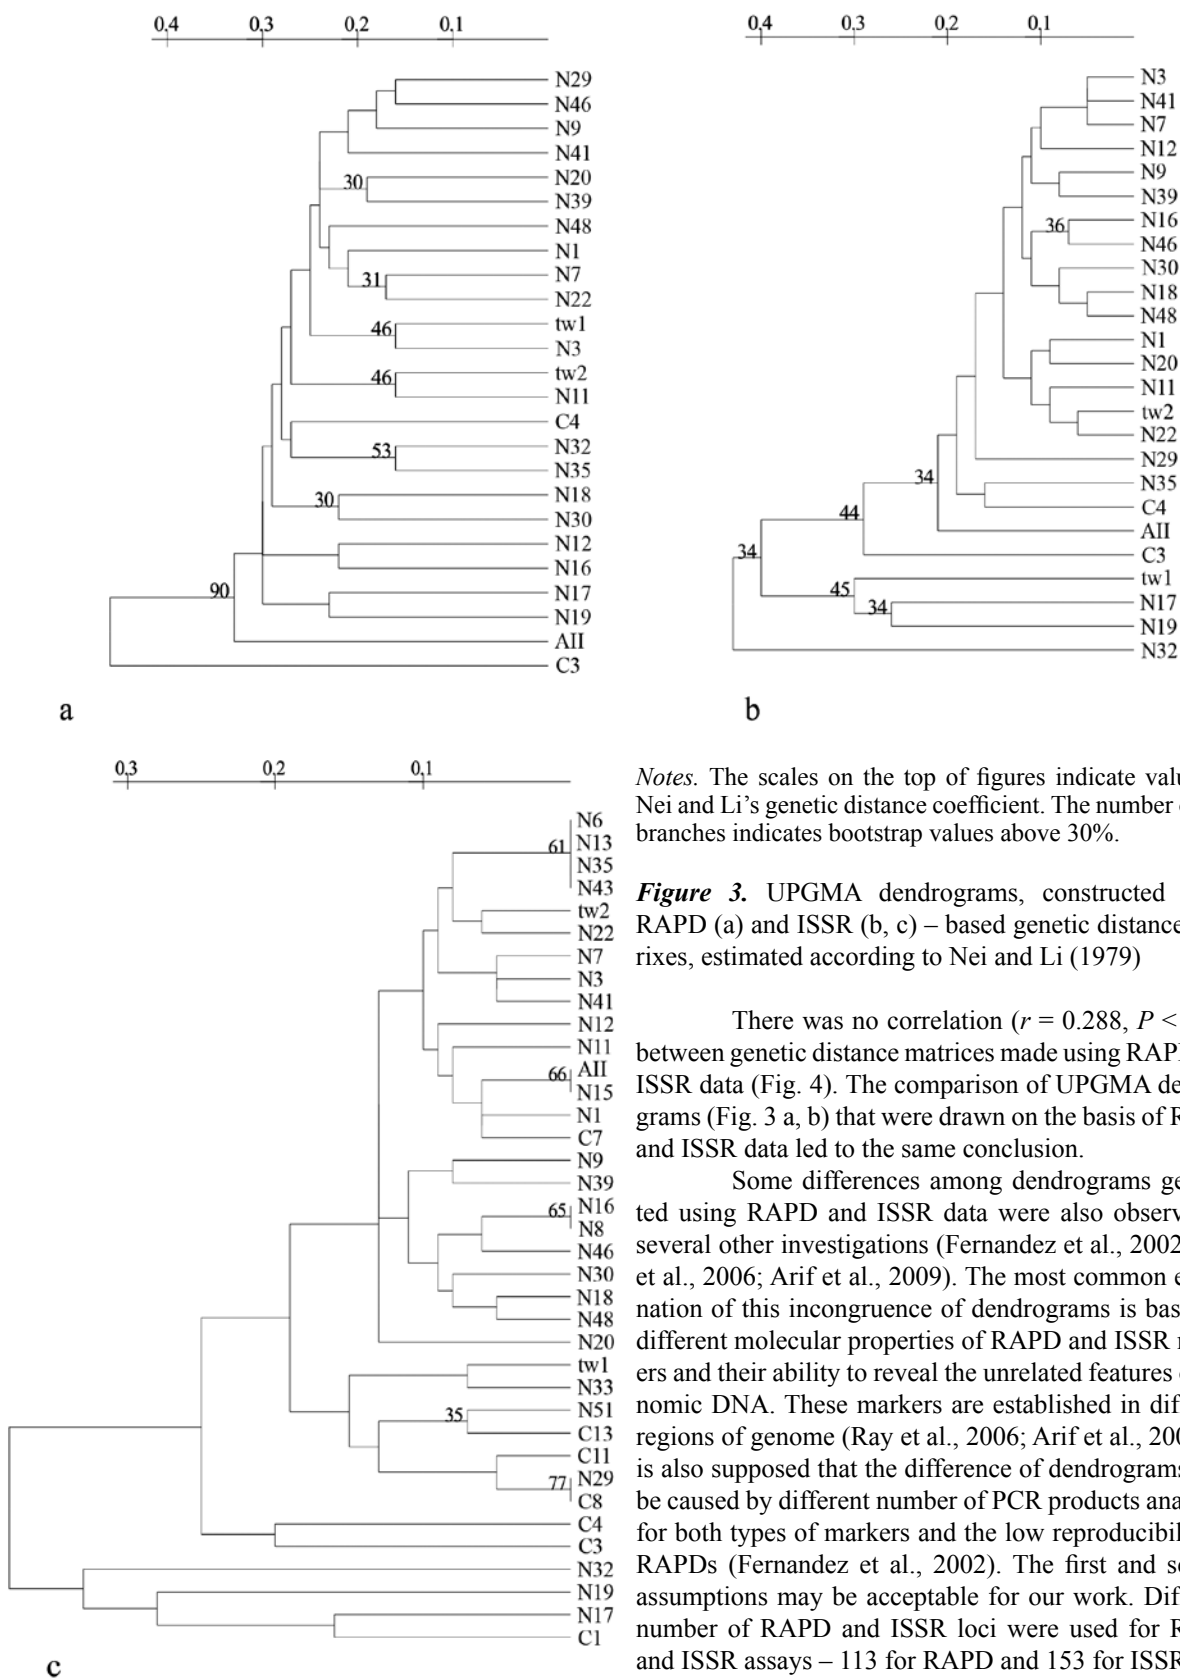 0.4 0.3 0.2 0.1
N29
N46
N9
N41
N20
30
N39
N48
N1
N7
31
N22
tw1
46
N3
tw2
46
N11
C4
N32
53
N35
N18
30
N30
N12
N16
N17
90
N19
AII
C3
a
0.4 0.3 0.2 0.1
N3
N41
N7
N12
N9
N39
N16
36
N46
N30
N18
N48
N1
N20
N11
tw2
N22
N29
34
N35
C4
44
AII
34
C3
tw1
45
N17
34
N19
N32
b
0.3 0.2 0.1
N6
N13
61
N35
N43
tw2
N22
N7
N3
N41
N12
N11
AII
66
N15
N1
C7
N9
N39
N16
65
N8
N46
N30
N18
N48
N20
tw1
N33
N51
35
C13
C11
N29
77
C8
C4
C3
N32
N19
N17
C1
c
Notes. The scales on the top of figures indicate
Nei and Li’s genetic distance coefficient. The number
branches indicates bootstrap values above 30%.
Figure 3. UPGMA dendrograms, constructed
RAPD (a) and ISSR (b, c) – based genetic distance
rixes, estimated according to Nei and Li (1979)
There was no correlation (r = 0.288, P <
between genetic distance matrices made using
ISSR data (Fig. 4). The comparison of UPGMA
grams (Fig. 3 a, b) that were drawn on the basis of
and ISSR data led to the same conclusion.
Some differences among dendrograms
ted using RAPD and ISSR data were also
several other investigations (Fernandez et al., 2002
et al., 2006; Arif et al., 2009). The most common
nation of this incongruence of dendrograms is
different molecular properties of RAPD and ISSR
ers and their ability to reveal the unrelated features
nomic DNA. These markers are established in
regions of genome (Ray et al., 2006; Arif et al.,
is also supposed that the difference of dendrograms
be caused by different number of PCR products
for both types of markers and the low
RAPDs (Fernandez et al., 2002). The first and
assumptions may be acceptable for our work.
number of RAPD and ISSR loci were used for
and ISSR assays – 113 for RAPD and 153 for ISSR